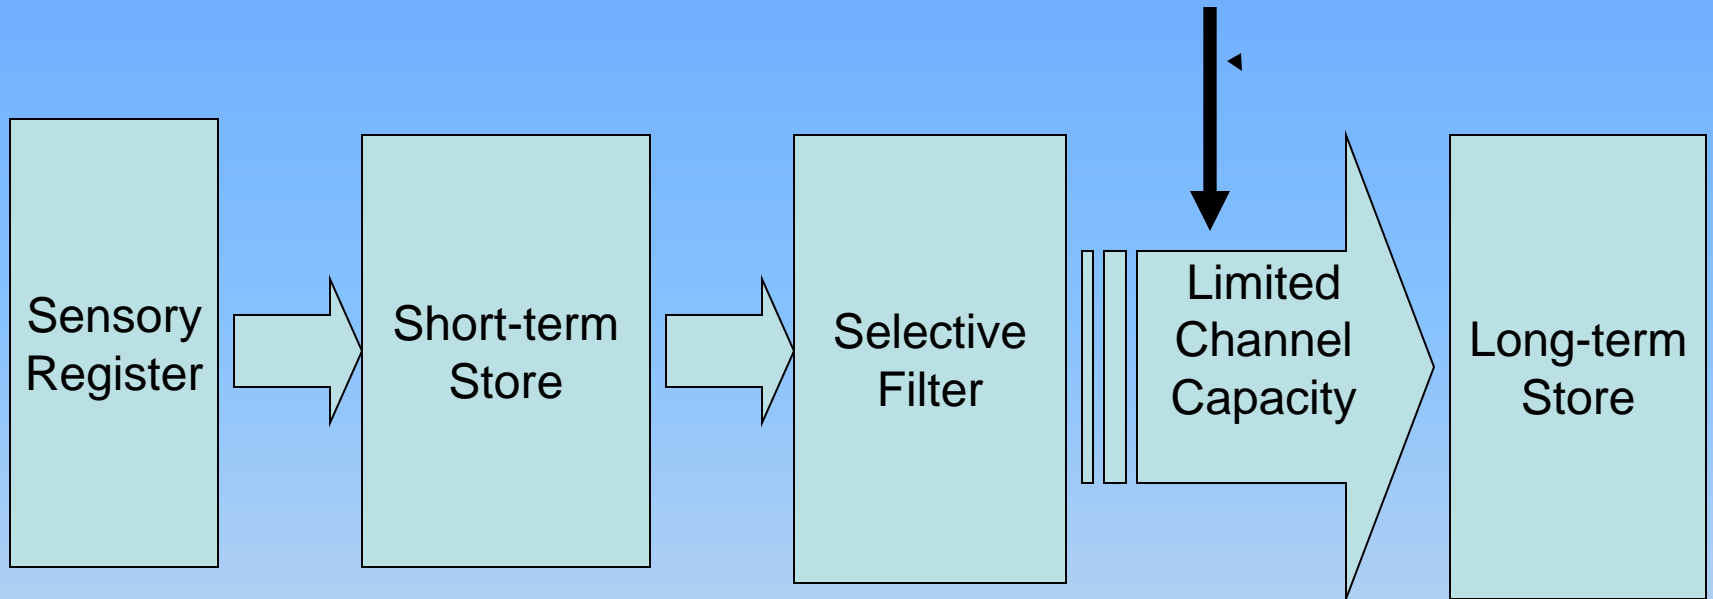 Sensory
Register
Short-term
Store
Selective
Filter
Limited
Channel
Capacity
Long-term
Store